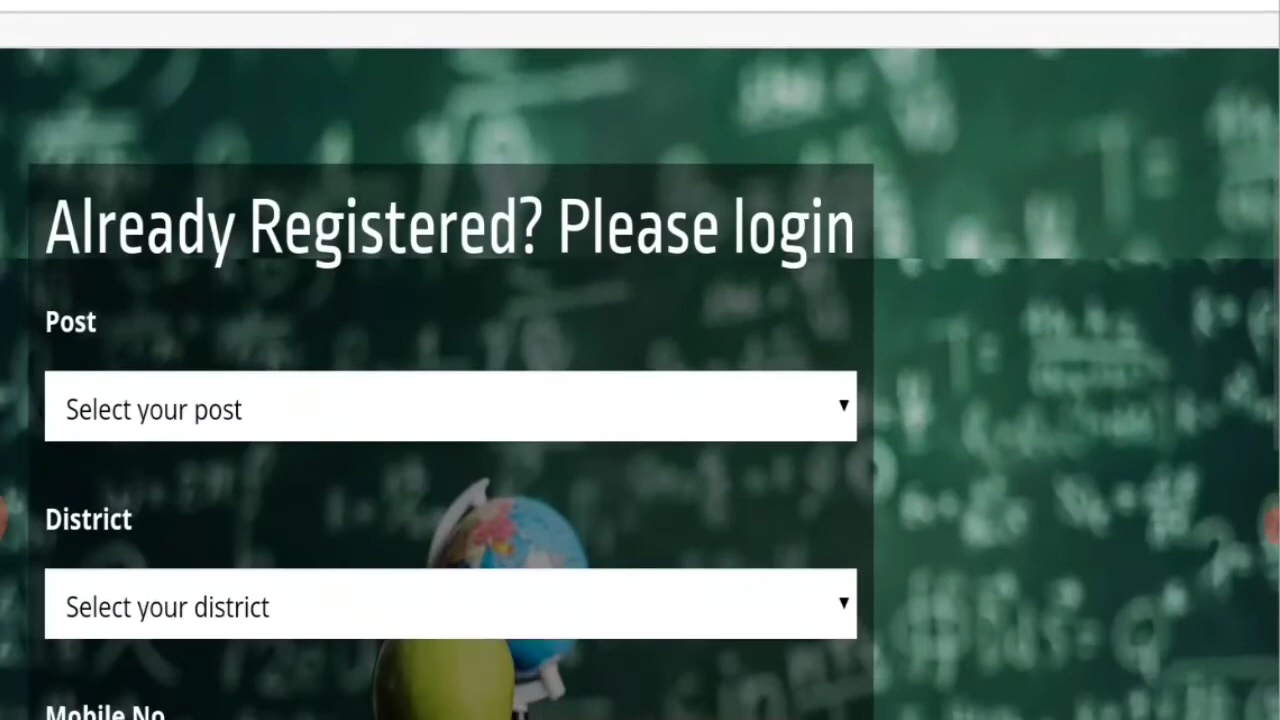 Already Registered? Please login
Post
Select your post
District
Select your district
Mobile No